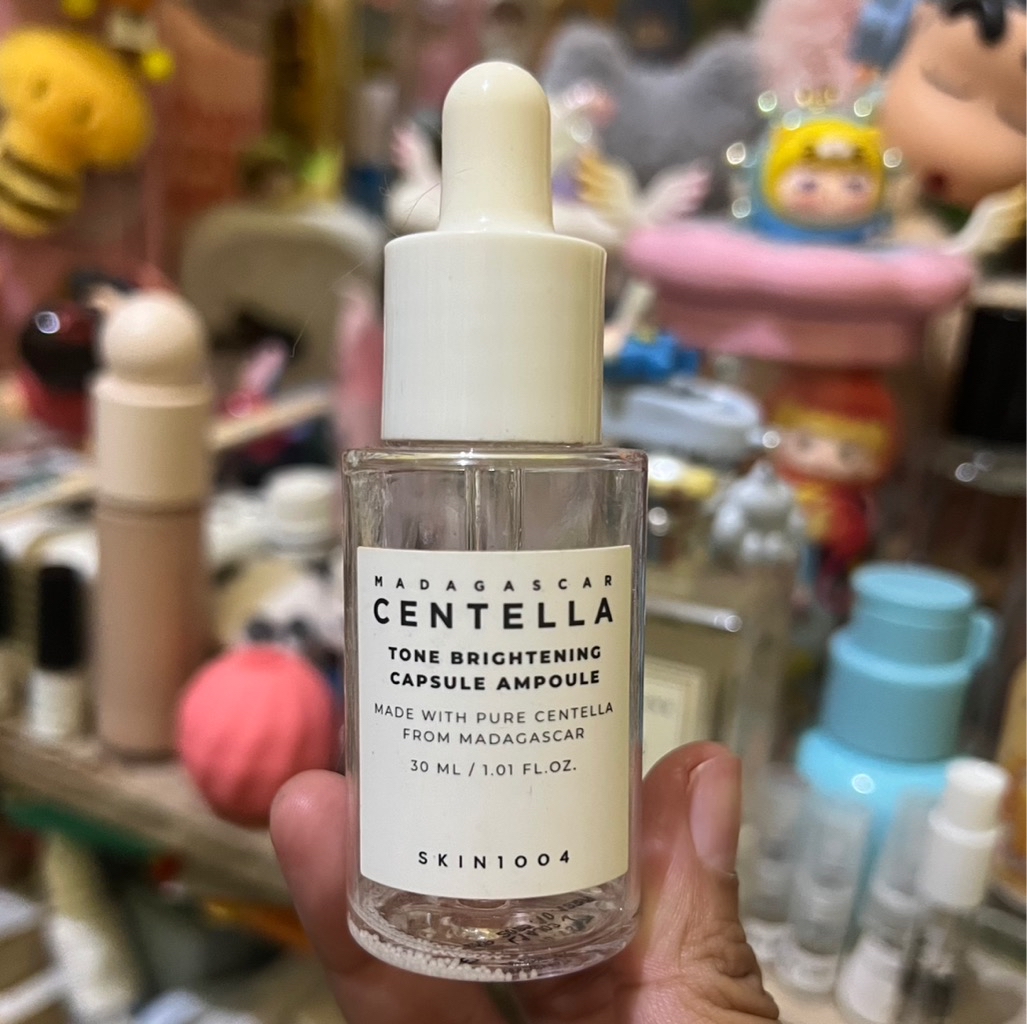 MADAGASCAR
CENTELLA
TONE BRIGHTENING
CAPSULE AMPOULE
MADE WITH PURE CENTELLA
FROM MADAGASCAR
30 ML / 1.01 FL.OZ.
SKIN1004